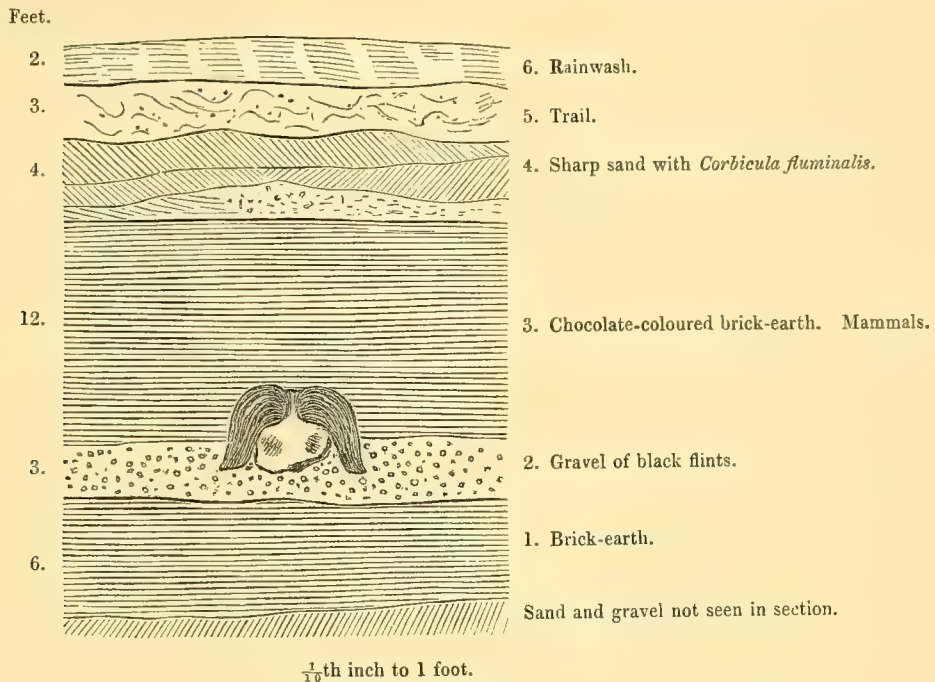 Feet.
2. 6. Rainwash.
3. 5. Trail.
4. 4. Sharp sand with Corbicula fluminalis.
12. 3. Chocolate-coloured brick-earth. Mammals.
3. 2. Gravel of black flints.
1. Brick-earth.
6.
Sand and gravel not seen in section.
1/10th inch to 1 foot.